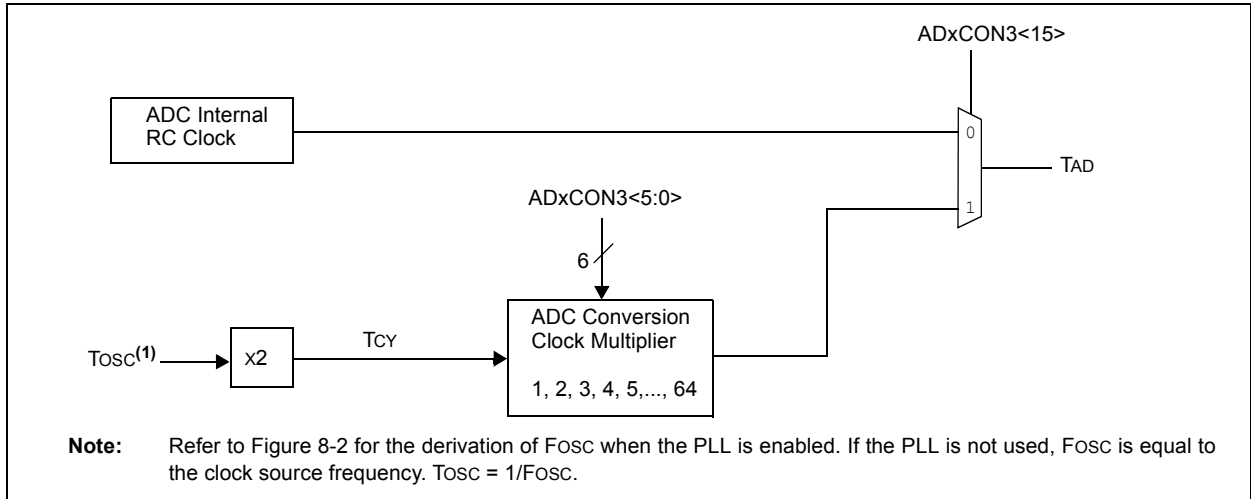 ADxCON3<15>
ADC Internal
RC Clock
0
TAD
ADxCON3<5:0>
1
6
ADC Conversion
Clock Multiplier
TOSC(1)
X2
TCY
1, 2, 3, 4, 5,..., 64
Note: Refer to Figure 8-2 for the derivation of FOSC when the PLL is enabled. If the PLL is not used, FOSC is equal to
the clock source frequency. TOSC = 1/FOSC.